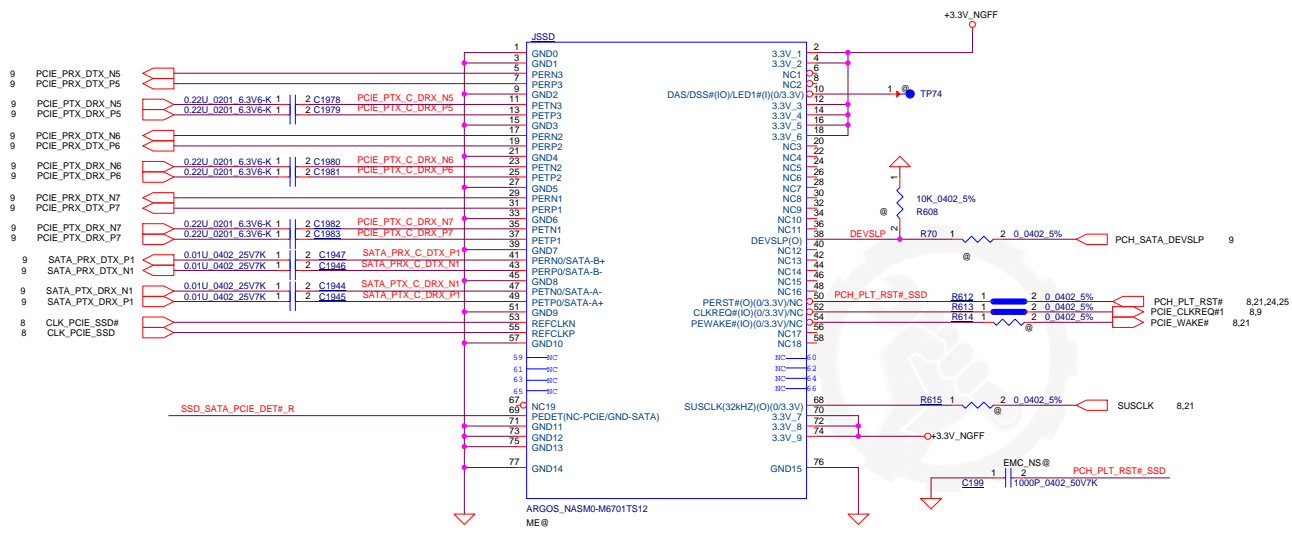 +3.3V_NGFF
JSSD
1 GND0 3.3V_1 2
3 GND1 3.3V_2 4
9 PCIE_PRX_DTX_N5 5 PERN3 NC1 6
9 PCIE_PRX_DTX_P5 7 PERP3 NC2 8
9 GND2 DAS/DSS#(IO)/LED1#(I)(0/3.3V) 10 1 @ TP74
9 PCIE_PTX_DRX_N5 0.22U_0201_6.3V6-K 1 2 C1978 PCIE_PTX_C_DRX_N5 11 PETN3 3.3V_3 12
9 PCIE_PTX_DRX_P5 0.22U_0201_6.3V6-K 1 2 C1979 PCIE_PTX_C_DRX_P5 13 PETP3 3.3V_4 14
15 GND3 3.3V_5 16
9 PCIE_PRX_DTX_N6 17 PERN2 3.3V_6 18
9 PCIE_PRX_DTX_P6 19 PERP2 NC3 20
21 GND4 NC4 22
9 PCIE_PTX_DRX_N6 0.22U_0201_6.3V6-K 1 2 C1980 PCIE_PTX_C_DRX_N6 23 PETN2 NC5 24
9 PCIE_PTX_DRX_P6 0.22U_0201_6.3V6-K 1 2 C1981 PCIE_PTX_C_DRX_P6 25 PETP2 NC6 26
27 GND5 NC7 28
9 PCIE_PRX_DTX_N7 29 PERN1 NC8 30
9 PCIE_PRX_DTX_P7 31 PERP1 NC9 32
1 10K_0402_5%
@ R608
2
33 GND6 NC10 34
9 PCIE_PTX_DRX_N7 0.22U_0201_6.3V6-K 1 2 C1982 PCIE_PTX_C_DRX_N7 35 PETN1 NC11 36
9 PCIE_PTX_DRX_P7 0.22U_0201_6.3V6-K 1 2 C1983 PCIE_PTX_C_DRX_P7 37 PETP1 DEVSLP(O) 38 DEVSLP R70 1 2 0_0402_5% PCH_SATA_DEVSLP 9
@
39 GND7 NC12 40
9 SATA_PRX_DTX_P1 0.01U_0402_25V7K 1 2 C1947 SATA_PRX_C_DTX_P1 41 PERN0/SATA-B+ NC13 42
9 SATA_PRX_DTX_N1 0.01U_0402_25V7K 1 2 C1946 SATA_PRX_C_DTX_N1 43 PERP0/SATA-B- NC14 44
45 GND8 NC15 46
9 SATA_PTX_DRX_N1 0.01U_0402_25V7K 1 2 C1944 SATA_PTX_C_DRX_N1 47 PETN0/SATA-A- NC16 48
9 SATA_PTX_DRX_P1 0.01U_0402_25V7K 1 2 C1945 SATA_PTX_C_DRX_P1 49 PETP0/SATA-A+ PERST#(O)(0/3.3V)/NC 50 PCH_PLT_RST#_SSD R612 1 2 0_0402_5% PCH_PLT_RST# 8,21,24,25
51 GND9 CLKREQ#(IO)(0/3.3V)/NC 52 R613 1 2 0_0402_5% PCIE_CLKREQ#1 8,9
8 CLK_PCIE_SSD# 53 REFCLKN PEWAKE#(IO)(0/3.3V)/NC 54 R614 1 2 0_0402_5% PCIE_WAKE# 8,21
@
8 CLK_PCIE_SSD 55 REFCLKP NC17 56
57 GND10 NC18 58
59 NC NC 60
61 NC NC 62
63 NC NC 64
65 NC NC 66
67 NC19 SUSCLK(32kHZ)(O)(0/3.3V) 68 R615 1 2 0_0402_5% SUSCLK 8,21
@
SSD_SATA_PCIE_DET#_R 69 PEDET(NC-PCIE/GND-SATA) 3.3V_7 70
71 GND11 3.3V_8 72
73 GND12 3.3V_9 74 +3.3V_NGFF
75 GND13
77 GND14 GND15 76
EMC_NS@
1 2 PCH_PLT_RST#_SSD
C199 1000P_0402_50V7K
ARGOS_NASM0-M6701TS12
ME@